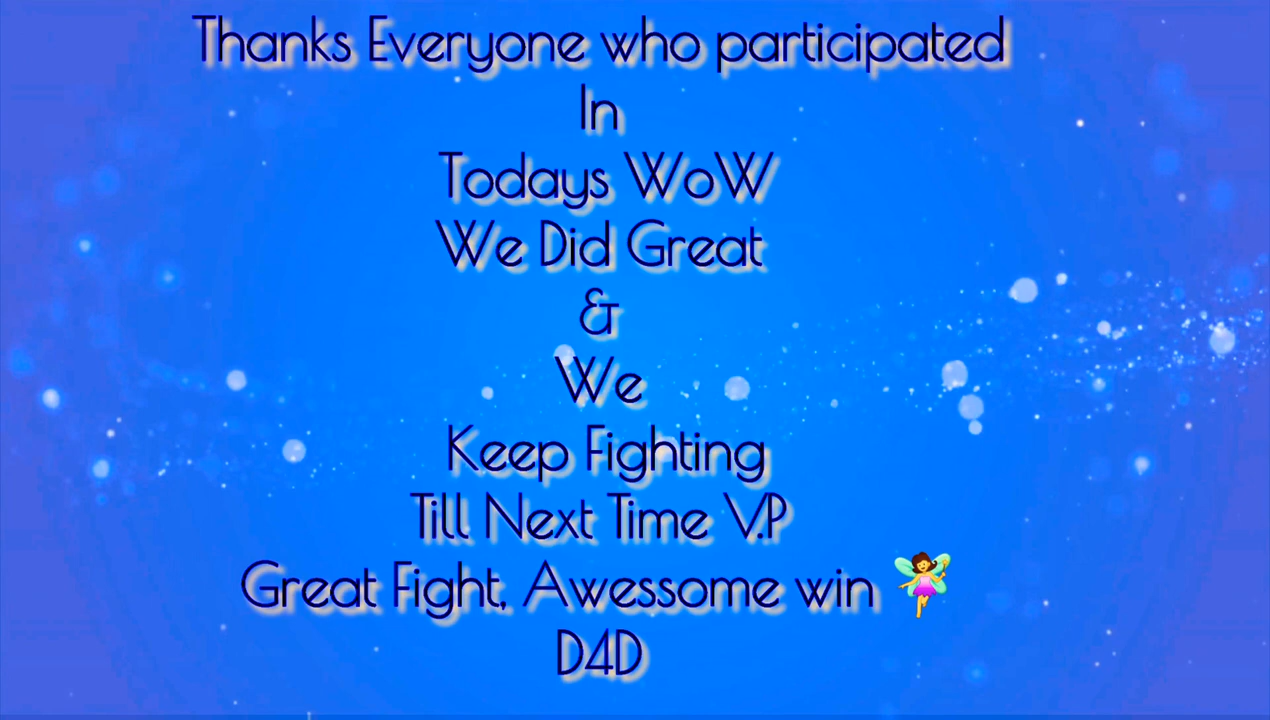 Thanks Everyone who participated
In
Todays WoW
We Did Great
&
We
Keep Fighting
Till Next Time V.P
Great Fight, Awessome win 🧚‍♀️
D4D